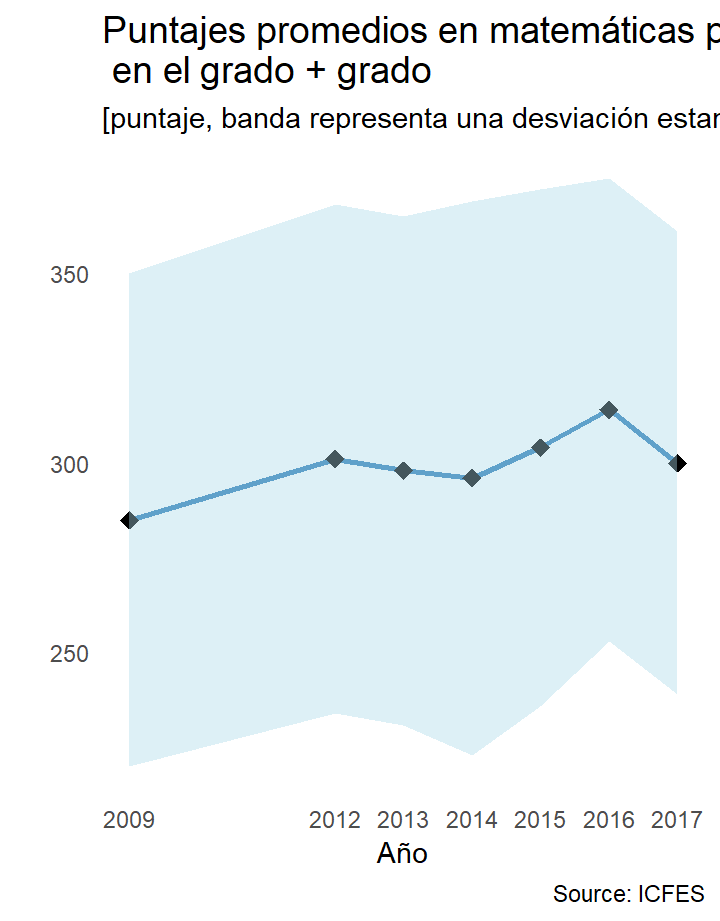 Puntajes promedios en matemáticas p
en el grado + grado
[puntaje, banda representa una desviación estar
350
300
250
2009 2012 2013 2014 2015 2016 2017
Año
Source: ICFES